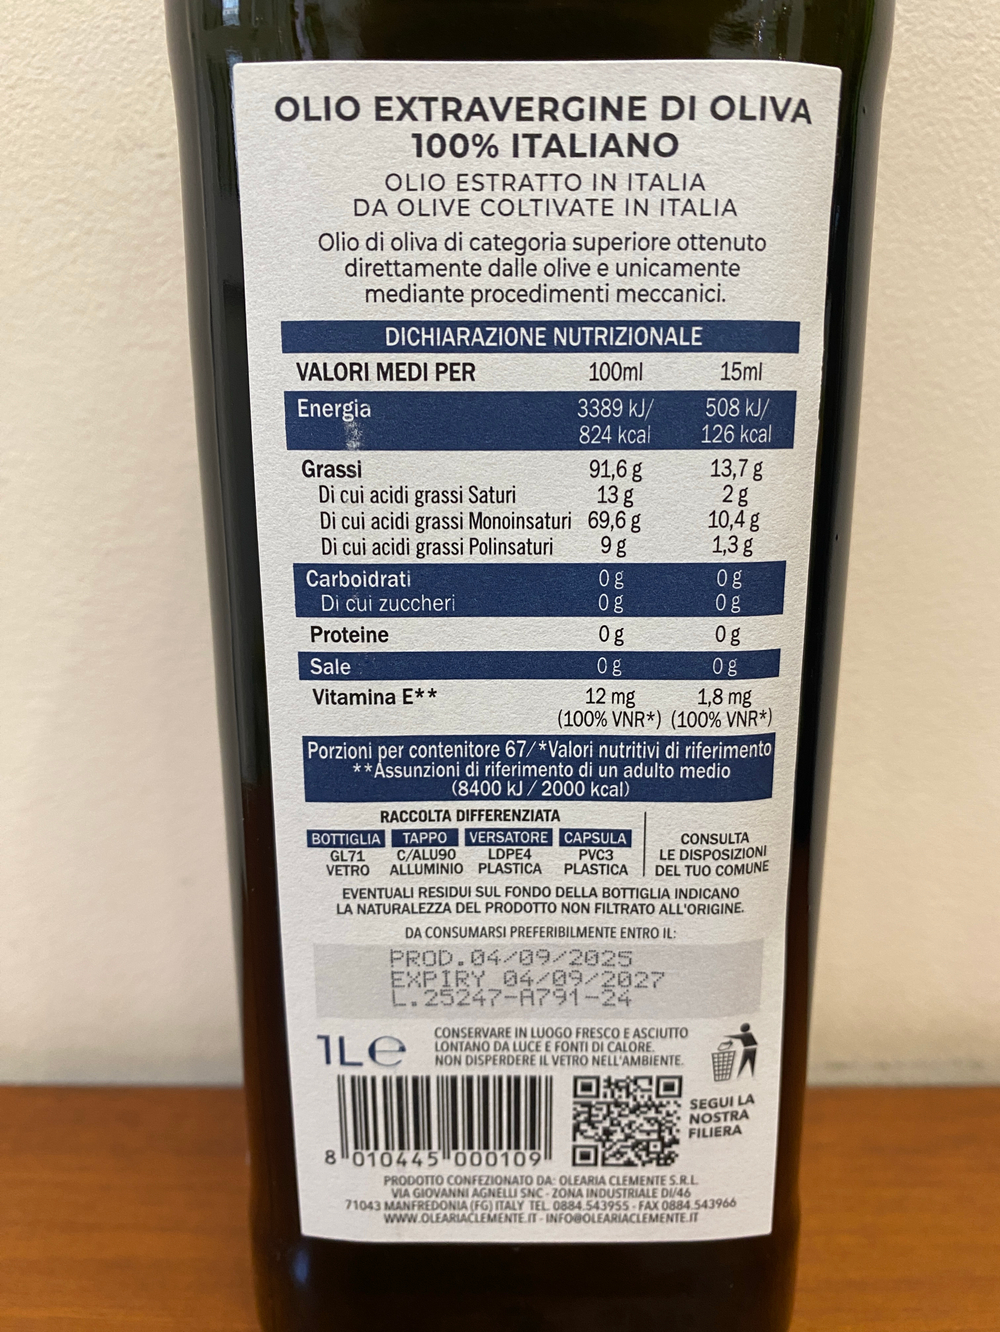 OLIO EXTRAVERGINE DI OLIVA
100% ITALIANO
OLIO ESTRATTO IN ITALIA
DA OLIVE COLTIVATE IN ITALIA
Olio di oliva di categoria superiore ottenuto
direttamente dalle olive e unicamente
mediante procedimenti meccanici.
DICHIARAZIONE NUTRIZIONALE
VALORI MEDI PER 100ml 15ml
Energia 3389 kJ/ 508 kJ/
824 kcal 126 kcal
Grassi 91,6 g 13,7 g
Di cui acidi grassi Saturi 13 g 2 g
Di cui acidi grassi Monoinsaturi 69,6 g 10,4 g
Di cui acidi grassi Polinsaturi 9 g 1,3 g
Carboidrati 0 g 0 g
Di cui zuccheri 0 g 0 g
Proteine 0 g 0 g
Sale 0 g 0 g
Vitamina E** 12 mg 1,8 mg
(100% VNR*) (100% VNR*)
Porzioni per contenitore 67/*Valori nutritivi di riferimento
**Assunzioni di riferimento di un adulto medio
(8400 kJ / 2000 kcal)
RACCOLTA DIFFERENZIATA
BOTTIGLIA TAPPO VERSATORE CAPSULA
GL71 C/ALU90 LDPE4 PVC3
VETRO ALLUMINIO PLASTICA PLASTICA
CONSULTA
LE DISPOSIZIONI
DEL TUO COMUNE
EVENTUALI RESIDUI SUL FONDO DELLA BOTTIGLIA INDICANO
LA NATURALEZZA DEL PRODOTTO NON FILTRATO ALL'ORIGINE.
DA CONSUMARSI PREFERIBILMENTE ENTRO IL:
PROD.04/09/2025
EXPIRY 04/09/2027
L.25247-A791-24
1L e
CONSERVARE IN LUOGO FRESCO E ASCIUTTO
LONTANO DA LUCE E FONTI DI CALORE.
NON DISPERDERE IL VETRO NELL'AMBIENTE.
8 010445 000109
SEGUI LA
NOSTRA
FILIERA
PRODOTTO CONFEZIONATO DA: OLEARIA CLEMENTE S.R.L.
VIA GIOVANNI AGNELLI SNC - ZONA INDUSTRIALE DI/46
71043 MANFREDONIA (FG) ITALY TEL. 0884.543955 - FAX 0884.543966
WWW.OLEARIACLEMENTE.IT - INFO@OLEARIACLEMENTE.IT